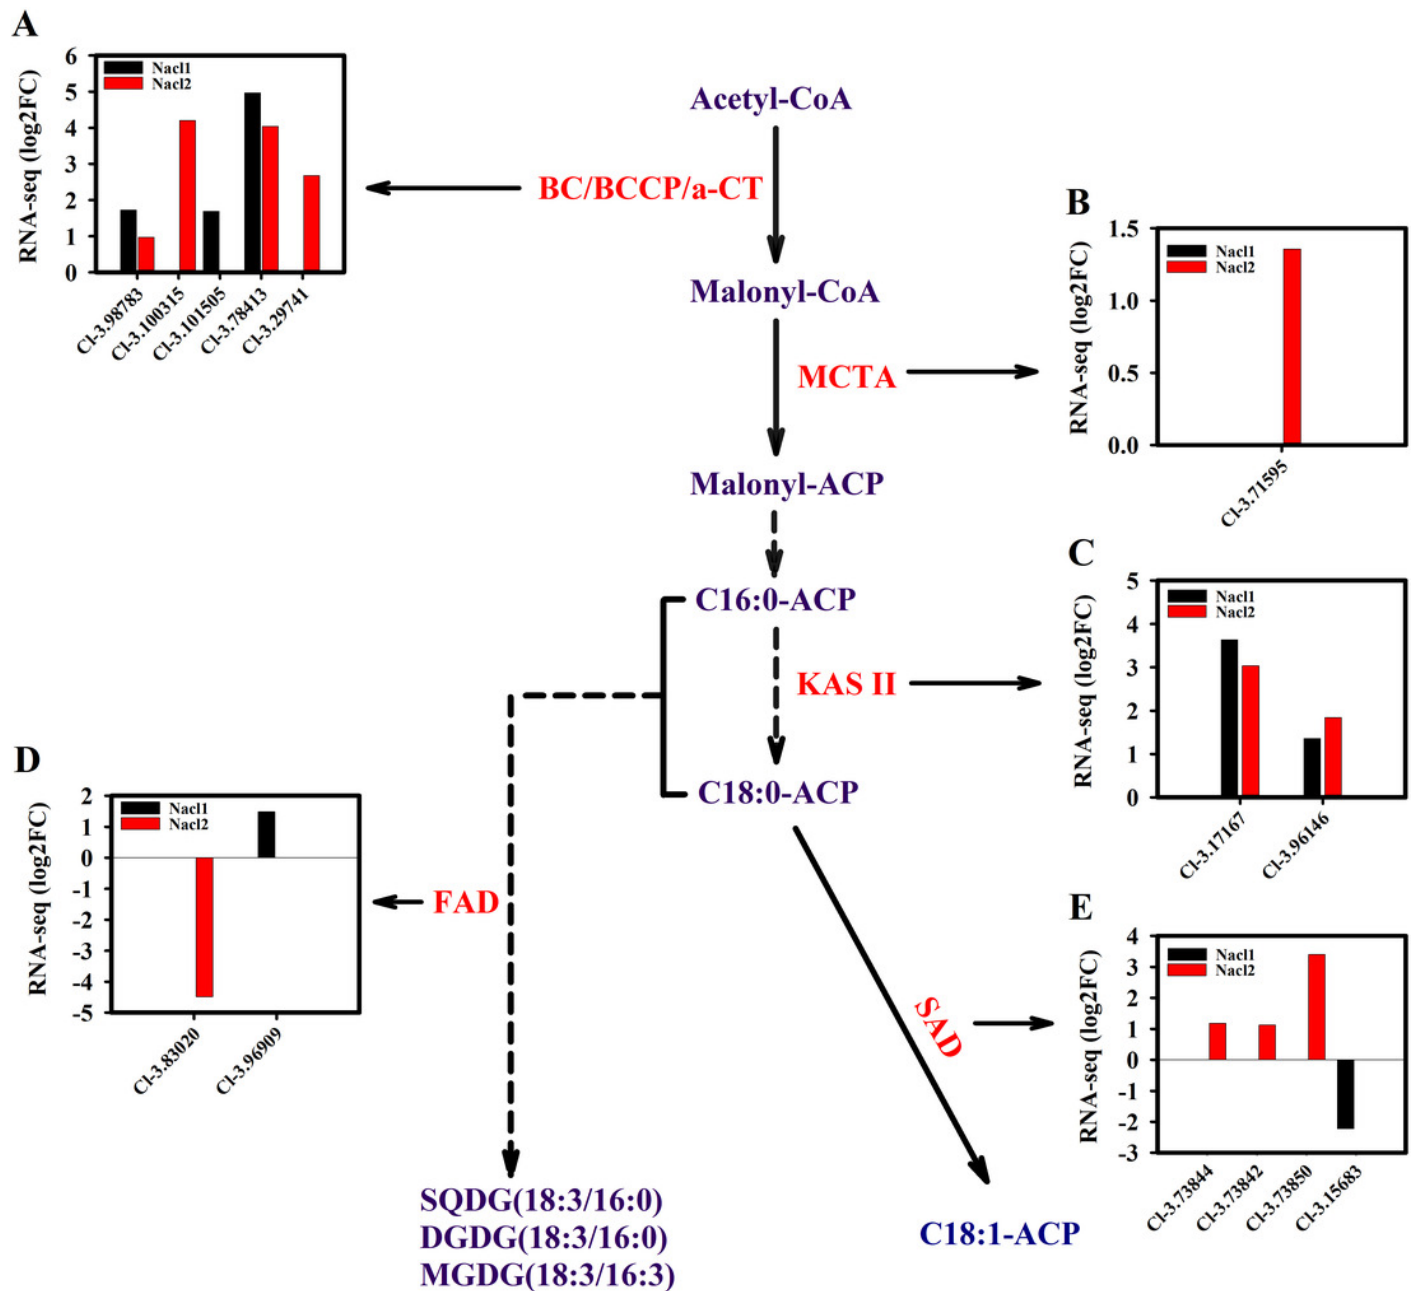 A
RNA-seq (log2FC)
6
5
4
3
2
1
0
Nacl1
Nacl2
Cl-3.98783
Cl-3.100315
Cl-3.101505
Cl-3.78413
Cl-3.29741
Acetyl-CoA
BC/BCCP/a-CT
Malonyl-CoA
B
RNA-seq (log2FC)
1.5
1.0
0.5
0.0
Nacl1
Nacl2
Cl-3.71595
MCTA
Malonyl-ACP
C
RNA-seq (log2FC)
5
4
3
2
1
0
Nacl1
Nacl2
Cl-3.17167
Cl-3.96146
C16:0-ACP
KAS II
C18:0-ACP
D
RNA-seq (log2FC)
2
1
0
-1
-2
-3
-4
-5
Nacl1
Nacl2
Cl-3.83020
Cl-3.96909
FAD
E
RNA-seq (log2FC)
4
3
2
1
0
-1
-2
-3
Nacl1
Nacl2
Cl-3.73844
Cl-3.73842
Cl-3.73850
Cl-3.15683
SAD
SQDG(18:3/16:0)
DGDG(18:3/16:0)
MGDG(18:3/16:3)
C18:1-ACP